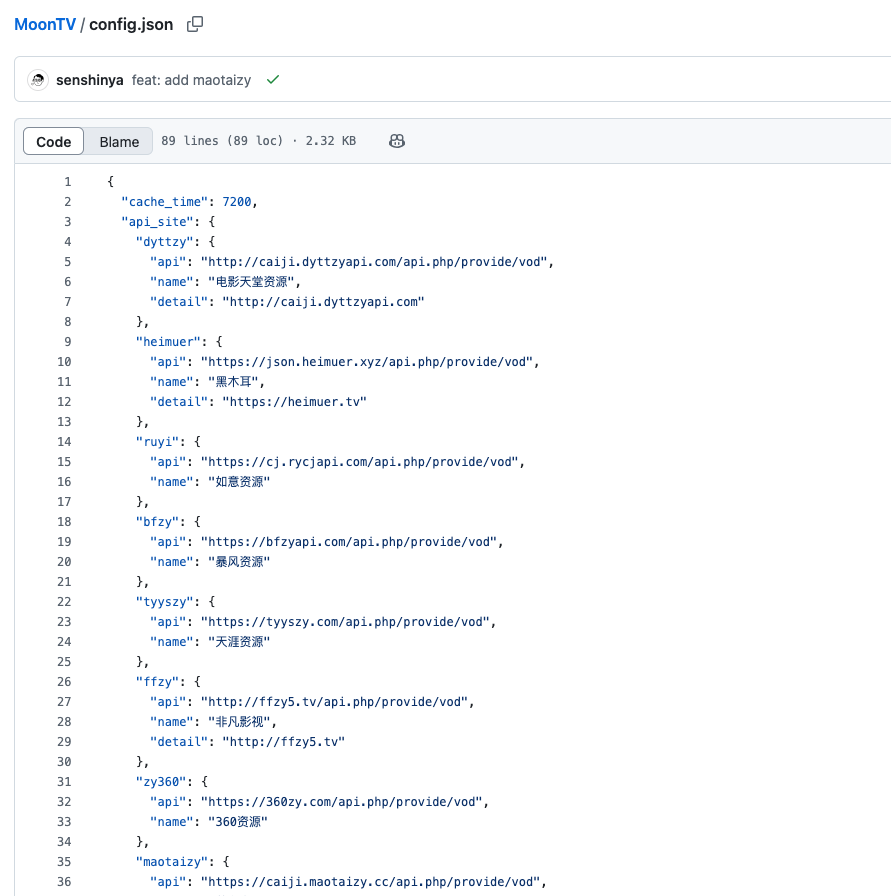 MoonTV / config.json
senshinya feat: add maotaizy
Code Blame 89 lines (89 loc) · 2.32 KB
1 {
2 "cache_time": 7200,
3 "api_site": {
4 "dyttzy": {
5 "api": "http://caiji.dyttzyapi.com/api.php/provide/vod",
6 "name": "电影天堂资源",
7 "detail": "http://caiji.dyttzyapi.com"
8 },
9 "heimuer": {
10 "api": "https://json.heimuer.xyz/api.php/provide/vod",
11 "name": "黑木耳",
12 "detail": "https://heimuer.tv"
13 },
14 "ruyi": {
15 "api": "https://cj.rycjapi.com/api.php/provide/vod",
16 "name": "如意资源"
17 },
18 "bfzy": {
19 "api": "https://bfzyapi.com/api.php/provide/vod",
20 "name": "暴风资源"
21 },
22 "tyyszy": {
23 "api": "https://tyyszy.com/api.php/provide/vod",
24 "name": "天涯资源"
25 },
26 "ffzy": {
27 "api": "http://ffzy5.tv/api.php/provide/vod",
28 "name": "非凡影视",
29 "detail": "http://ffzy5.tv"
30 },
31 "zy360": {
32 "api": "https://360zy.com/api.php/provide/vod",
33 "name": "360资源"
34 },
35 "maotaizy": {
36 "api": "https://caiji.maotaizy.cc/api.php/provide/vod",